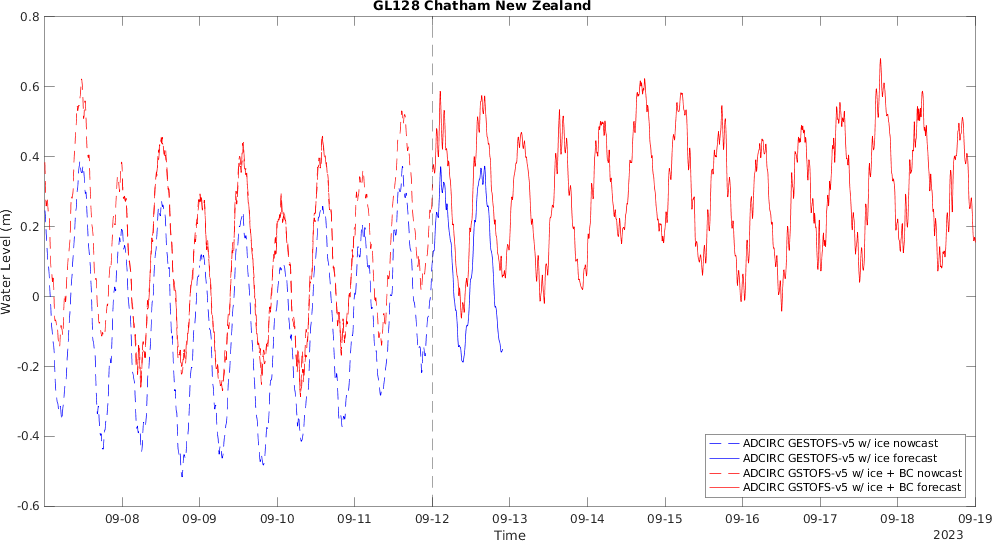 GL128 Chatham New Zealand
0.8
0.6
0.4
0.2
0
-0.2
-0.4
-0.6
Water Level (m)
ADCIRC GESTOFS-v5 w/ ice nowcast
ADCIRC GESTOFS-v5 w/ ice forecast
ADCIRC GSTOFS-v5 w/ ice + BC nowcast
ADCIRC GSTOFS-v5 w/ ice + BC forecast
09-08 09-09 09-10 09-11 09-12 09-13 09-14 09-15 09-16 09-17 09-18 09-19
Time
2023